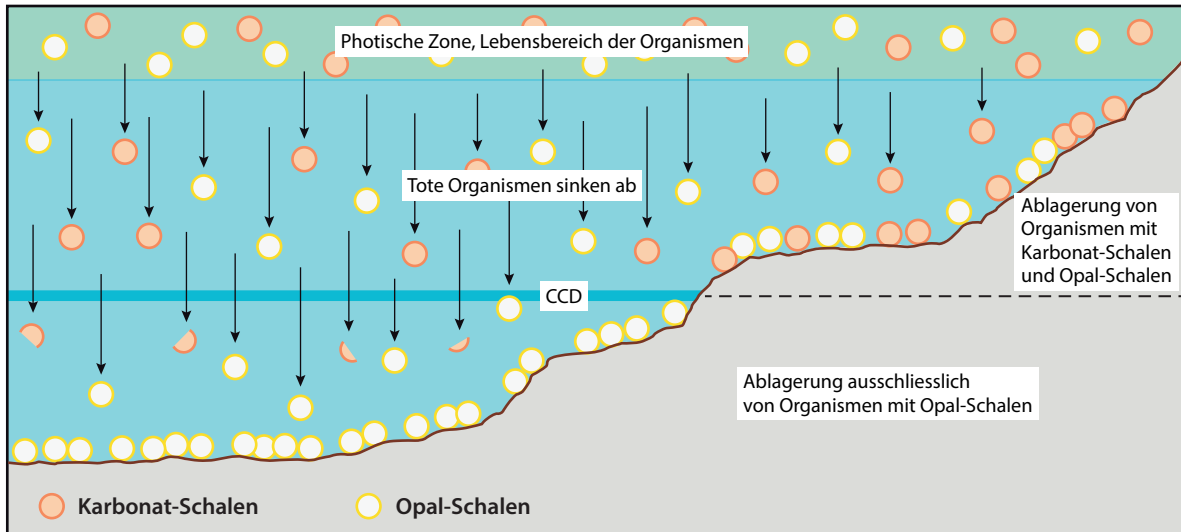 Photische Zone, Lebensbereich der Organismen
Tote Organismen sinken ab
Ablagerung von
Organismen mit
Karbonat-Schalen
und Opal-Schalen
CCD
Ablagerung ausschliesslich
von Organismen mit Opal-Schalen
Karbonat-Schalen
Opal-Schalen